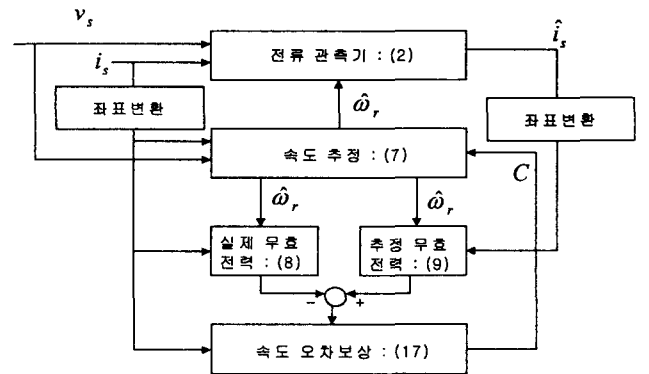 v_s
i_s
전류 관측기 : (2)
î_s
좌표변환
ω̂_r
좌표변환
속도 추정 : (7)
C
ω̂_r
ω̂_r
실제 무효
전력 : (8)
추정 무효
전력 : (9)
− +
속도 오차보상 : (17)